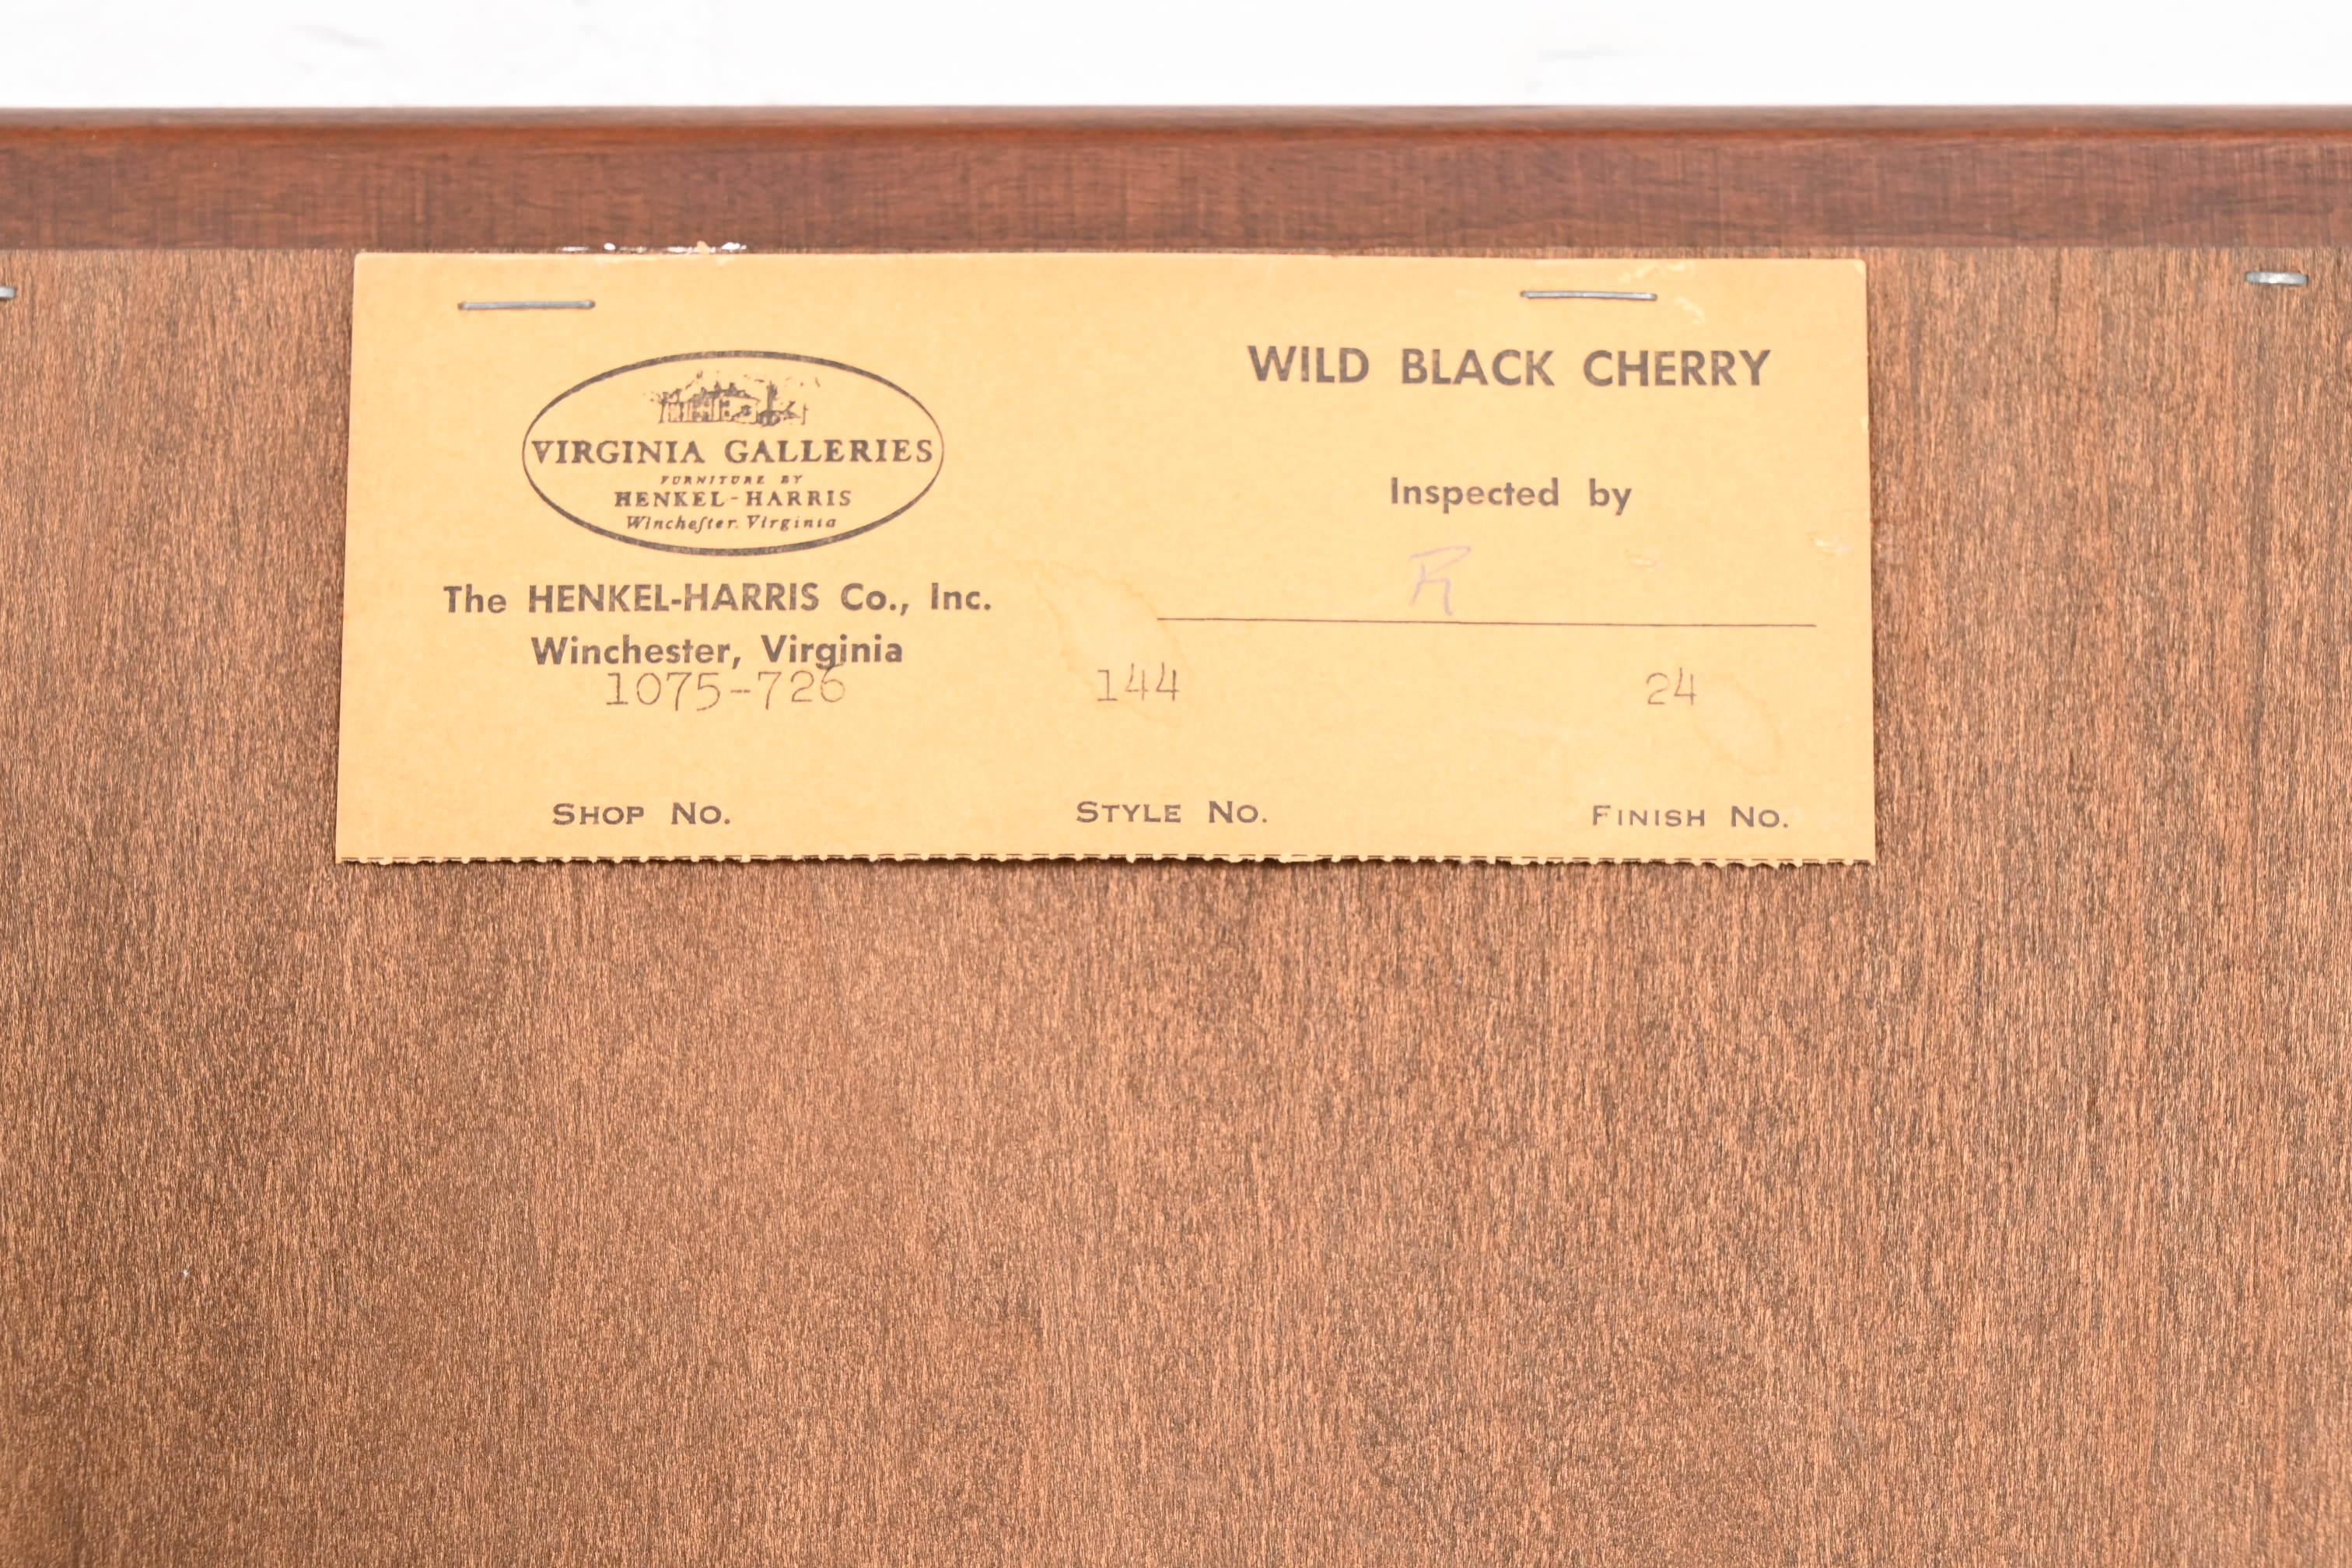 VIRGINIA GALLERIES
FURNITURE BY
HENKEL-HARRIS
Wincheſter, Virginia
The HENKEL-HARRIS Co., Inc.
Winchester, Virginia
WILD BLACK CHERRY
Inspected by
R
1075-726 144 24
SHOP NO. STYLE NO. FINISH NO.